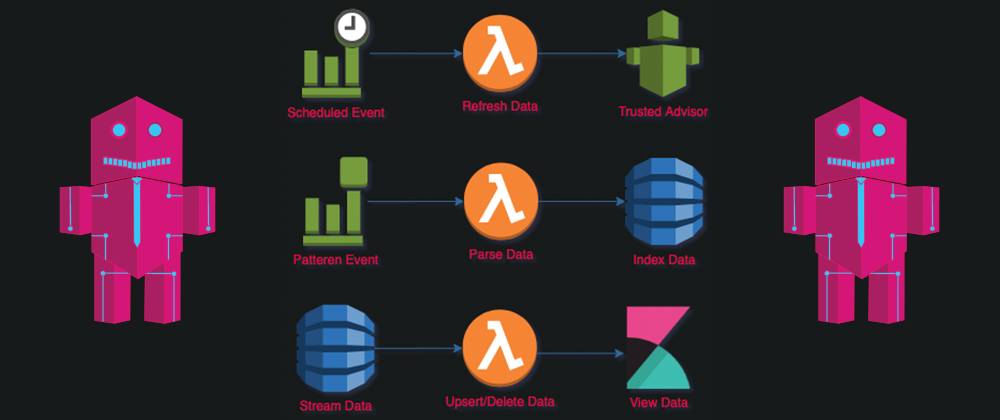 Scheduled Event
Refresh Data
Trusted Advisor
Patteren Event
Parse Data
Index Data
Stream Data
Upsert/Delete Data
View Data